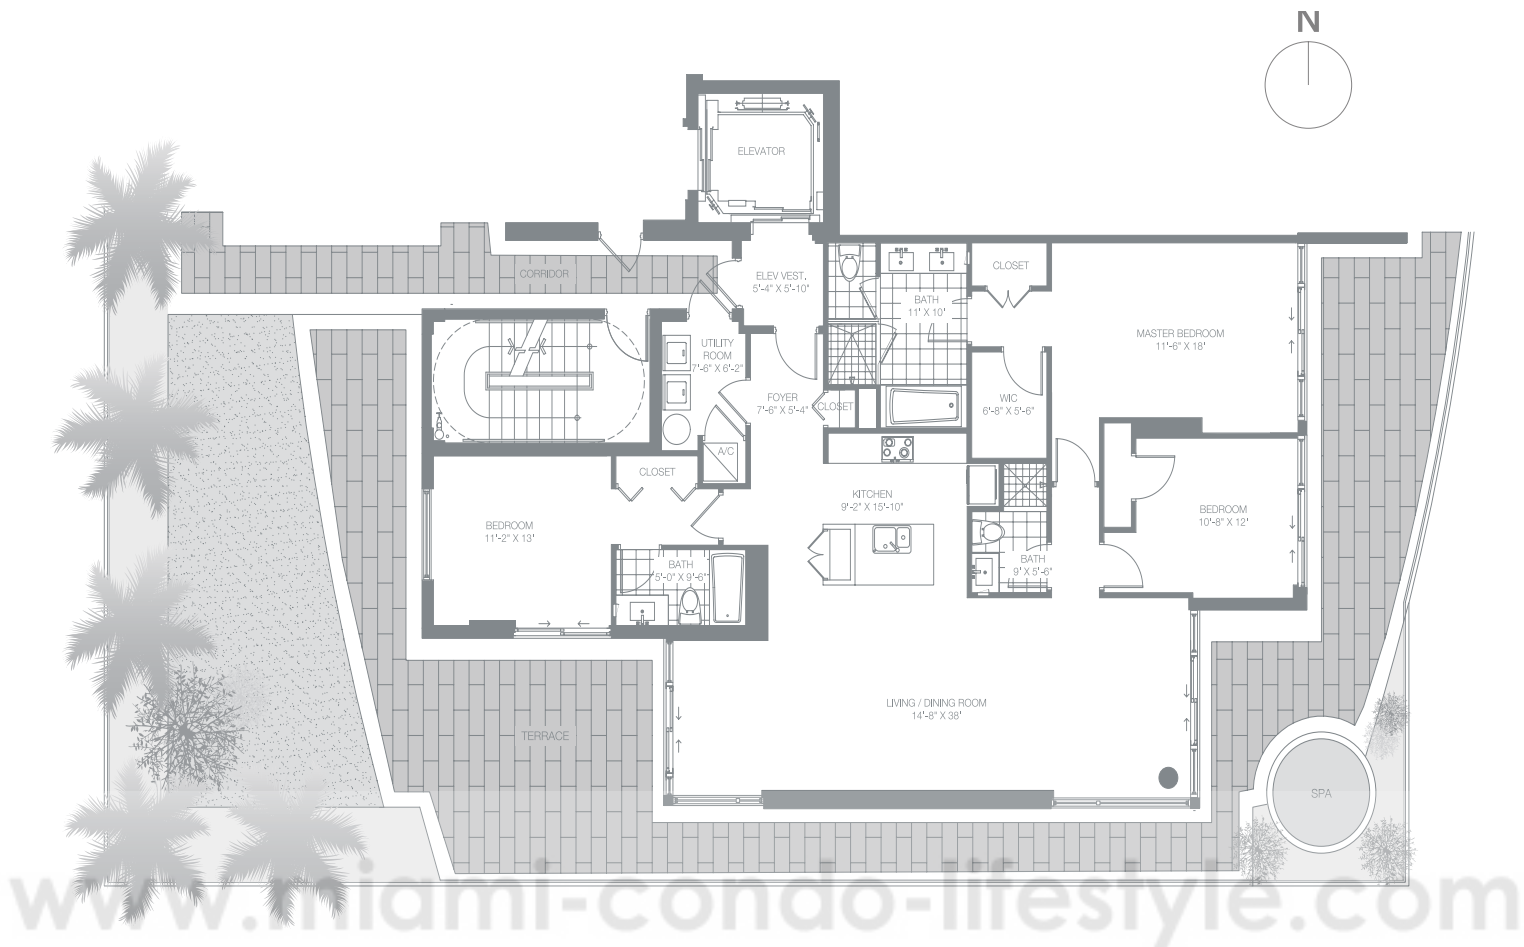 N
ELEVATOR
CORRIDOR
ELEV VEST.
5'-4" X 5'-10"
CLOSET
BATH
11' X 10'
MASTER BEDROOM
11'-6" X 18'
UTILITY
ROOM
7'-6" X 6'-2"
FOYER
7'-6" X 5'-4"
CLOSET
WIC
6'-8" X 5'-6"
A/C
CLOSET
KITCHEN
9'-2" X 15'-10"
BEDROOM
11'-2" X 13'
BEDROOM
10'-8" X 12'
BATH
5'-0" X 9'-6"
BATH
9' X 5'-6"
LIVING / DINING ROOM
14'-8" X 38'
TERRACE
SPA
www.miami-condo-lifestyle.com